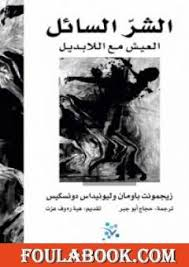 الشرّ السائل
العيش مع اللابديل
زيجمونت باومان وليونيداس دونسكيس
ترجمة: حجاج أبو جبر
تقديم: هبة رءوف عزت
FOULABOOK.COM